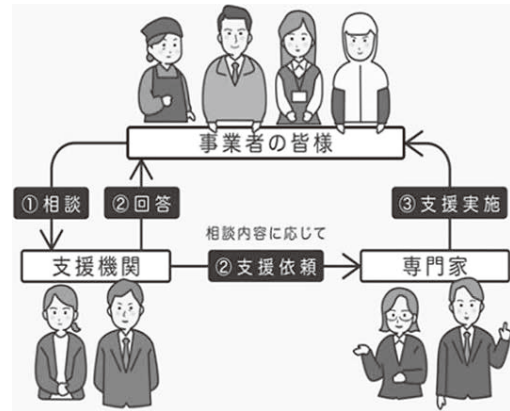 事業者の皆様
①相談
②回答
③支援実施
相談内容に応じて
支援機関
②支援依頼
専門家